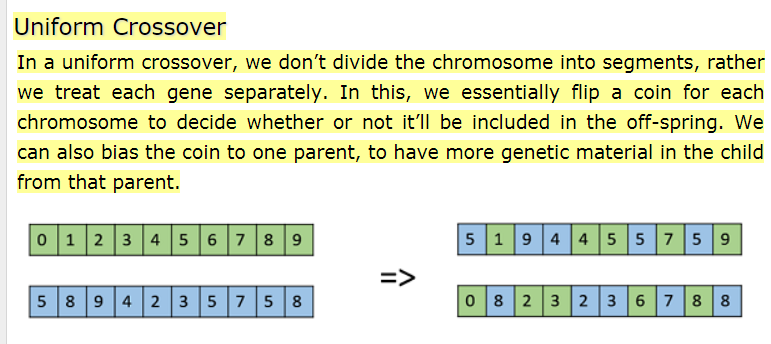 Uniform Crossover
In a uniform crossover, we don't divide the chromosome into segments, rather
we treat each gene separately. In this, we essentially flip a coin for each
chromosome to decide whether or not it'll be included in the off-spring. We
can also bias the coin to one parent, to have more genetic material in the child
from that parent.
0 1 2 3 4 5 6 7 8 9
5 8 9 4 2 3 5 7 5 8
=>
5 1 9 4 4 5 5 7 5 9
0 8 2 3 2 3 6 7 8 8